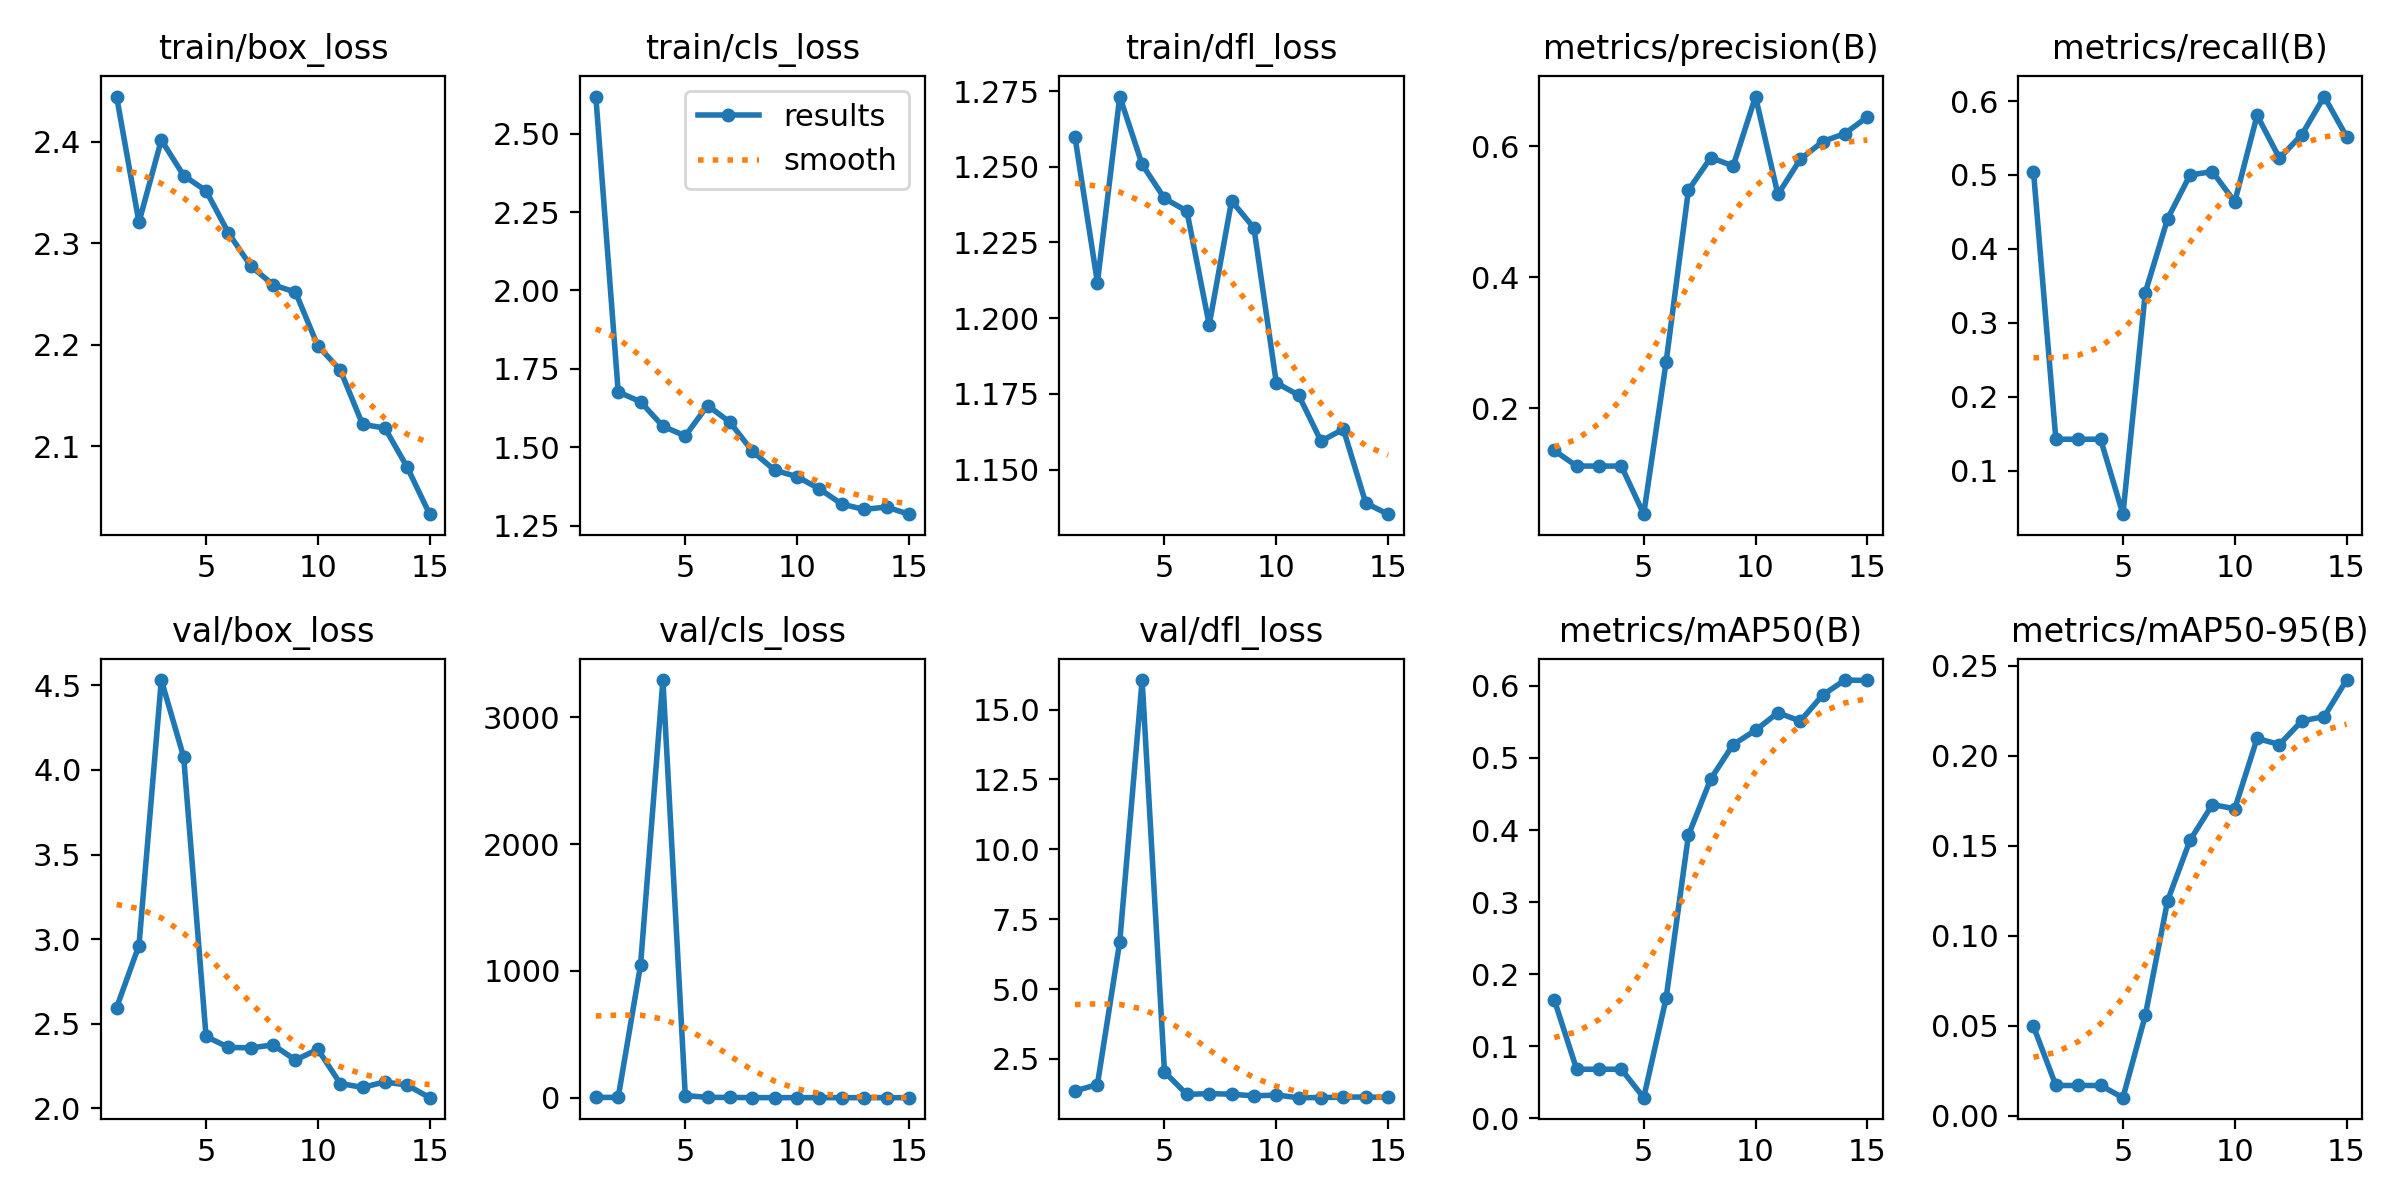 train/box_loss
2.4
2.3
2.2
2.1
5 10 15
train/cls_loss
results
smooth
2.50
2.25
2.00
1.75
1.50
1.25
5 10 15
train/dfl_loss
1.275
1.250
1.225
1.200
1.175
1.150
5 10 15
metrics/precision(B)
0.6
0.4
0.2
5 10 15
metrics/recall(B)
0.6
0.5
0.4
0.3
0.2
0.1
5 10 15
val/box_loss
4.5
4.0
3.5
3.0
2.5
2.0
5 10 15
val/cls_loss
3000
2000
1000
0
5 10 15
val/dfl_loss
15.0
12.5
10.0
7.5
5.0
2.5
5 10 15
metrics/mAP50(B)
0.6
0.5
0.4
0.3
0.2
0.1
0.0
5 10 15
metrics/mAP50-95(B)
0.25
0.20
0.15
0.10
0.05
0.00
5 10 15